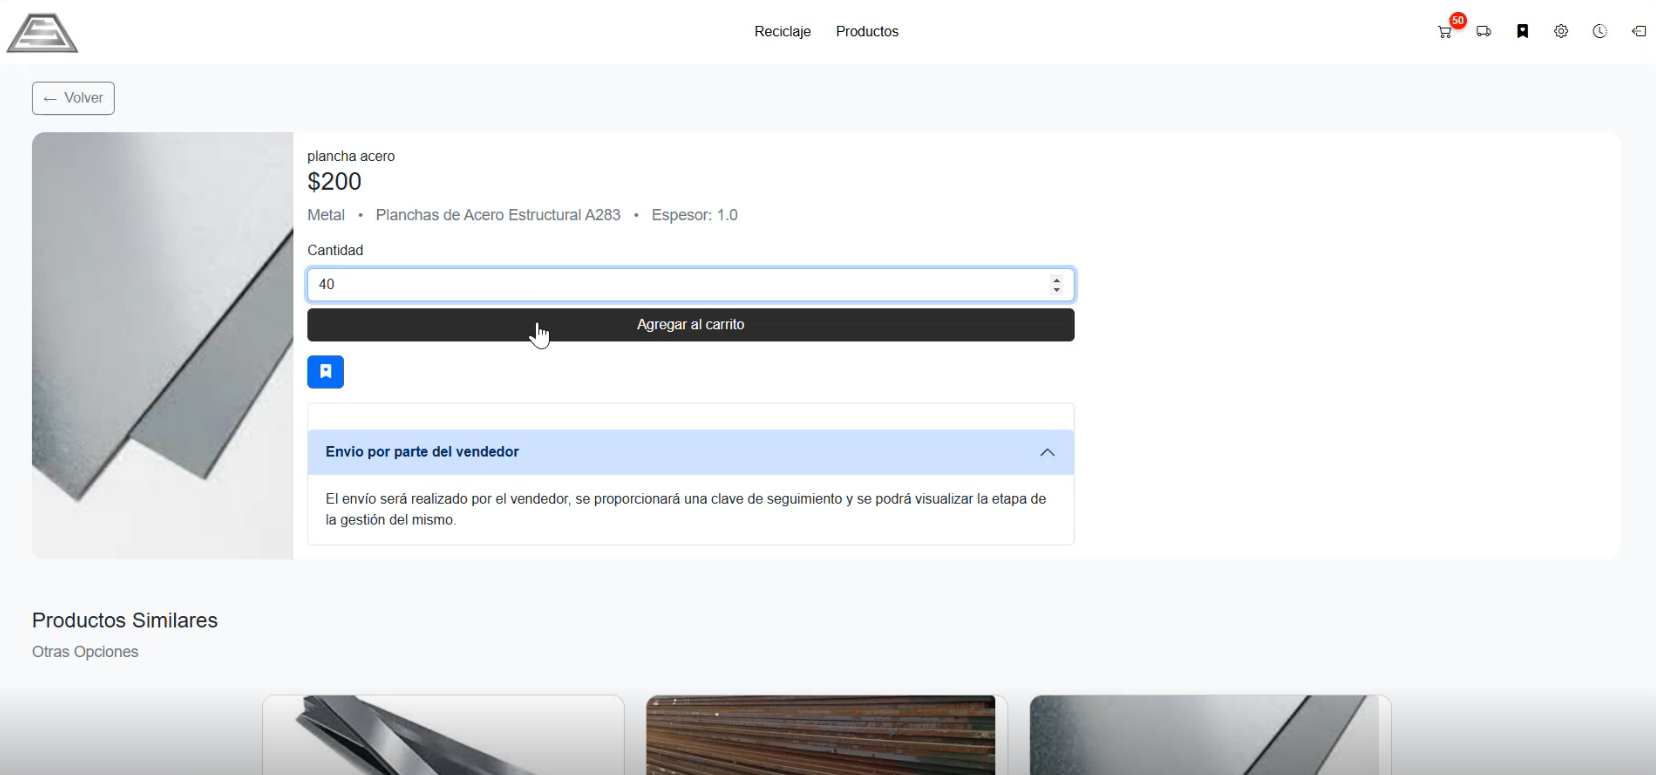 Reciclaje Productos 50
← Volver
plancha acero
$200
Metal • Planchas de Acero Estructural A283 • Espesor: 1.0
Cantidad
40
Agregar al carrito
Envio por parte del vendedor
El envío será realizado por el vendedor, se proporcionará una clave de seguimiento y se podrá visualizar la etapa de
la gestión del mismo.
Productos Similares
Otras Opciones